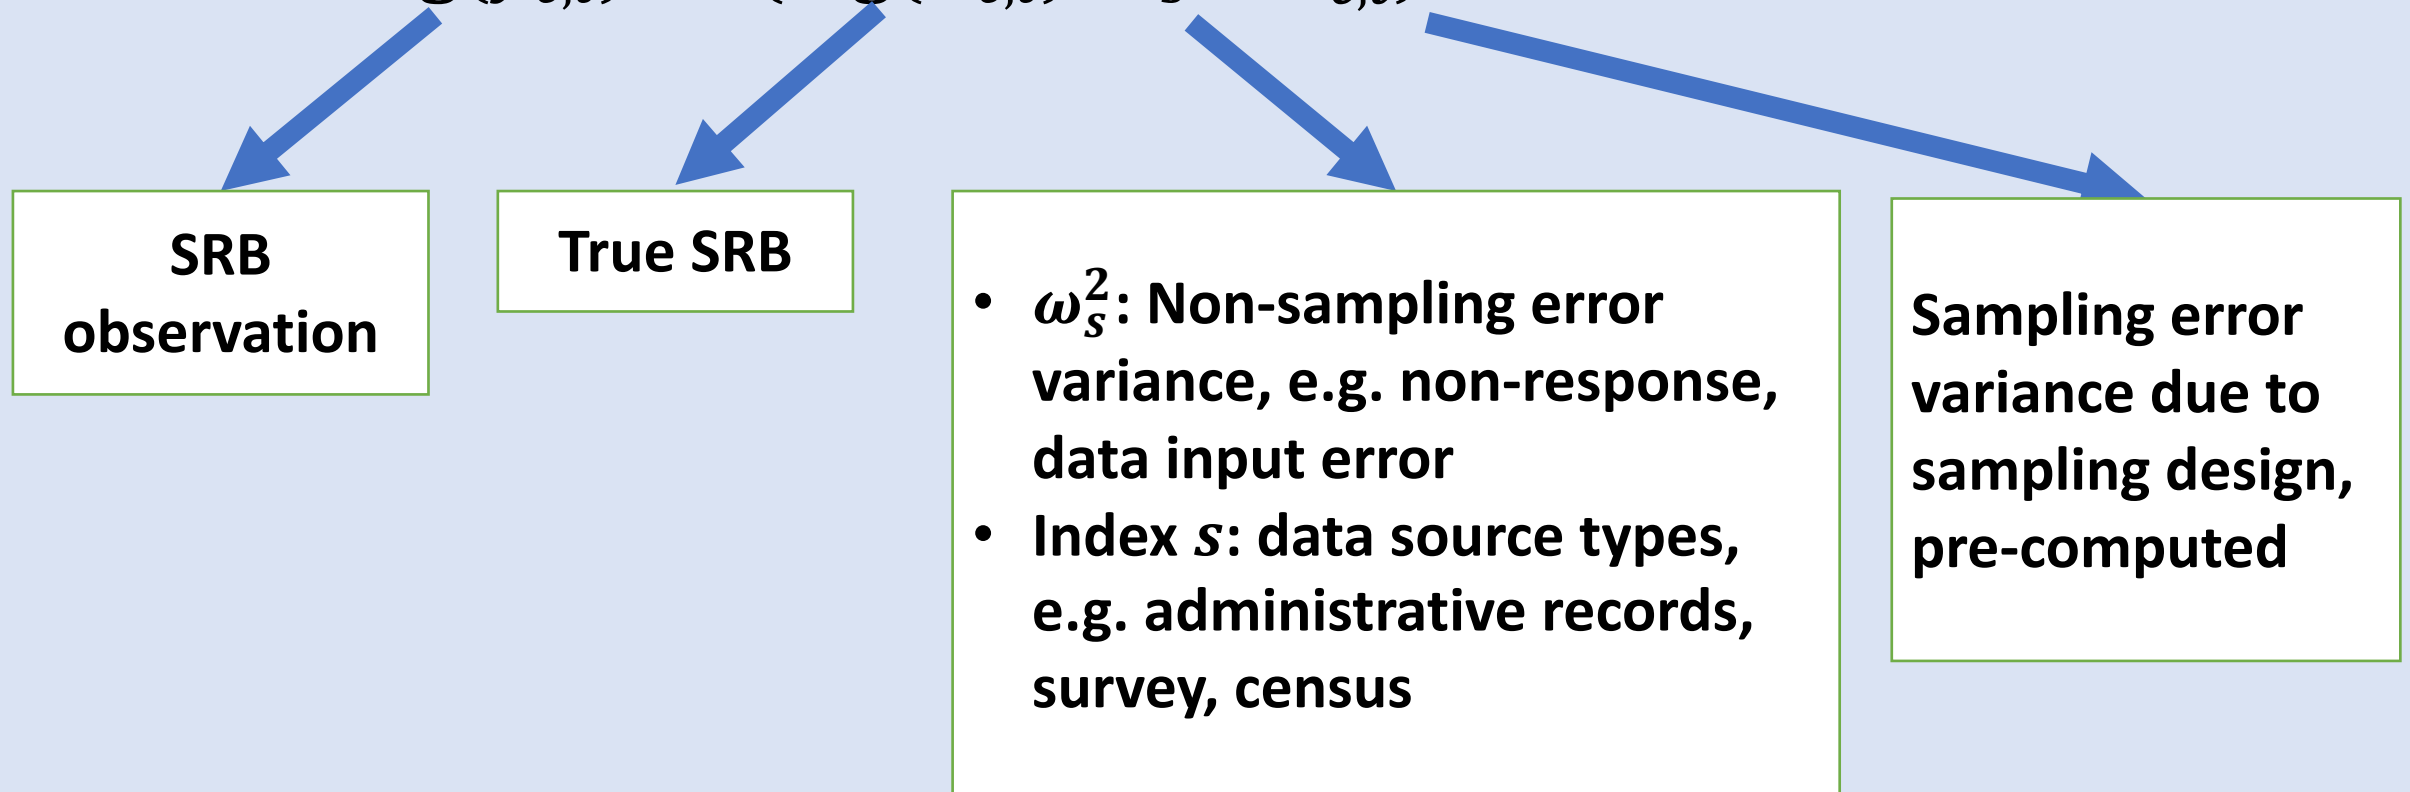 SRB
observation
True SRB
• ω²ₛ: Non-sampling error
variance, e.g. non-response,
data input error
• Index s: data source types,
e.g. administrative records,
survey, census
Sampling error
variance due to
sampling design,
pre-computed